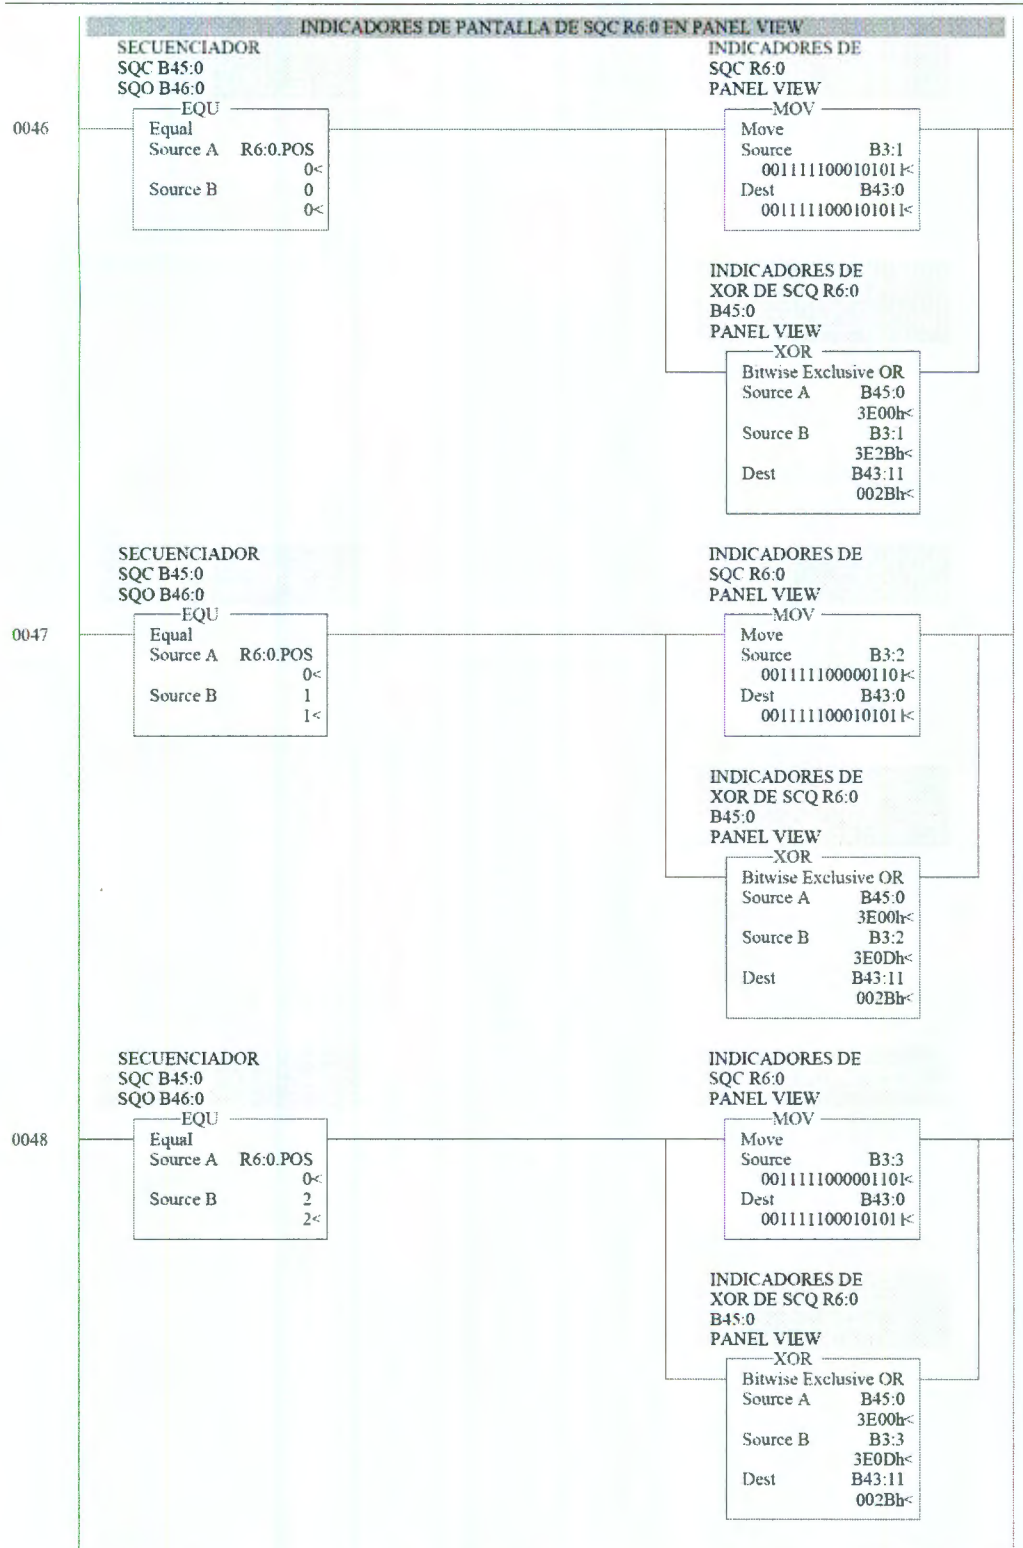 INDICADORES DE PANTALLA DE SQC R6:0 EN PANEL VIEW
SECUENCIADOR
SQC B45:0
SQO B46:0
INDICADORES DE
SQC R6:0
PANEL VIEW
0046
EQU
Equal
Source A R6:0.POS
0<
Source B 0
0<
MOV
Move
Source B3:1
0011111000101011<
Dest B43:0
0011111000101011<
INDICADORES DE
XOR DE SCQ R6:0
B45:0
PANEL VIEW
XOR
Bitwise Exclusive OR
Source A B45:0
3E00h<
Source B B3:1
3E2Bh<
Dest B43:11
002Bh<
SECUENCIADOR
SQC B45:0
SQO B46:0
INDICADORES DE
SQC R6:0
PANEL VIEW
0047
EQU
Equal
Source A R6:0.POS
0<
Source B 1
1<
MOV
Move
Source B3:2
0011111000001101<
Dest B43:0
0011111000101011<
INDICADORES DE
XOR DE SCQ R6:0
B45:0
PANEL VIEW
XOR
Bitwise Exclusive OR
Source A B45:0
3E00h<
Source B B3:2
3E0Dh<
Dest B43:11
002Bh<
SECUENCIADOR
SQC B45:0
SQO B46:0
INDICADORES DE
SQC R6:0
PANEL VIEW
0048
EQU
Equal
Source A R6:0.POS
0<
Source B 2
2<
MOV
Move
Source B3:3
0011111000001101<
Dest B43:0
0011111000101011<
INDICADORES DE
XOR DE SCQ R6:0
B45:0
PANEL VIEW
XOR
Bitwise Exclusive OR
Source A B45:0
3E00h<
Source B B3:3
3E0Dh<
Dest B43:11
002Bh<